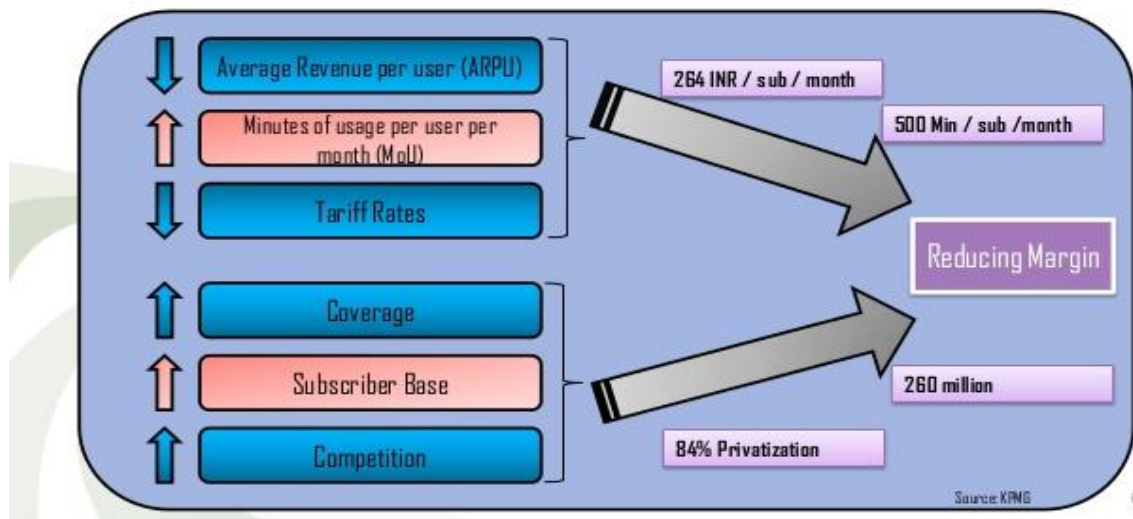 Average Revenue per user (ARPU)
Minutes of usage per user per
month (MoU)
Tariff Rates
264 INR / sub / month
500 Min / sub /month
Reducing Margin
Coverage
Subscriber Base
Competition
260 million
84% Privatization
Source: KPMG